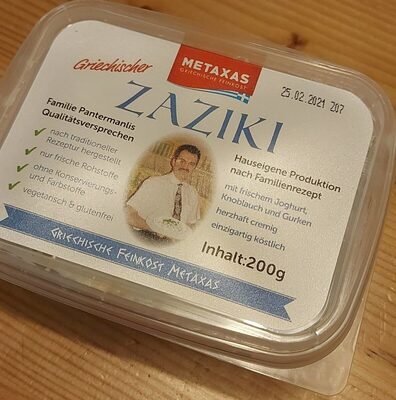 Griechischer
METAXAS
GRIECHISCHE FEINKOST
25.02.2021 207
ZAZIKI
Familie Pantermanlis
Qualitätsversprechen
nach traditioneller
Rezeptur hergestellt
nur frische Rohstoffe
ohne Konservierungs-
und Farbstoffe
vegetarisch & glutenfrei
Hauseigene Produktion
nach Familienrezept
mit frischem Joghurt,
Knoblauch und Gurken
herzhaft cremig
einzigartig köstlich
Inhalt:200g
GRIECHISCHE FEINKOST METAXAS